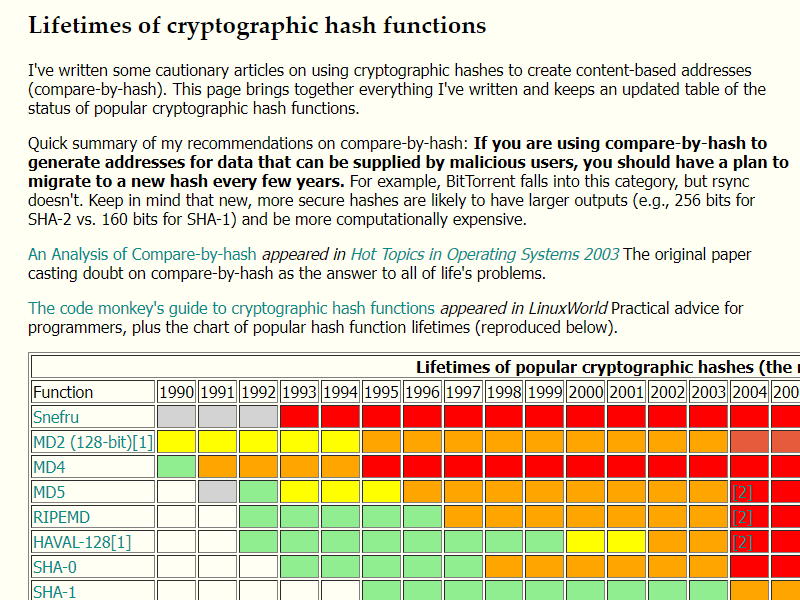 Lifetimes of cryptographic hash functions
I've written some cautionary articles on using cryptographic hashes to create content-based addresses
(compare-by-hash). This page brings together everything I've written and keeps an updated table of the
status of popular cryptographic hash functions.
Quick summary of my recommendations on compare-by-hash: If you are using compare-by-hash to
generate addresses for data that can be supplied by malicious users, you should have a plan to
migrate to a new hash every few years. For example, BitTorrent falls into this category, but rsync
doesn't. Keep in mind that new, more secure hashes are likely to have larger outputs (e.g., 256 bits for
SHA-2 vs. 160 bits for SHA-1) and be more computationally expensive.
An Analysis of Compare-by-hash appeared in Hot Topics in Operating Systems 2003 The original paper
casting doubt on compare-by-hash as the answer to all of life's problems.
The code monkey's guide to cryptographic hash functions appeared in LinuxWorld Practical advice for
programmers, plus the chart of popular hash function lifetimes (reproduced below).
Lifetimes of popular cryptographic hashes (the
Function 1990 1991 1992 1993 1994 1995 1996 1997 1998 1999 2000 2001 2002 2003 2004
Snefru
MD2 (128-bit)[1]
MD4
MD5 [2]
RIPEMD [2]
HAVAL-128[1] [2]
SHA-0
SHA-1